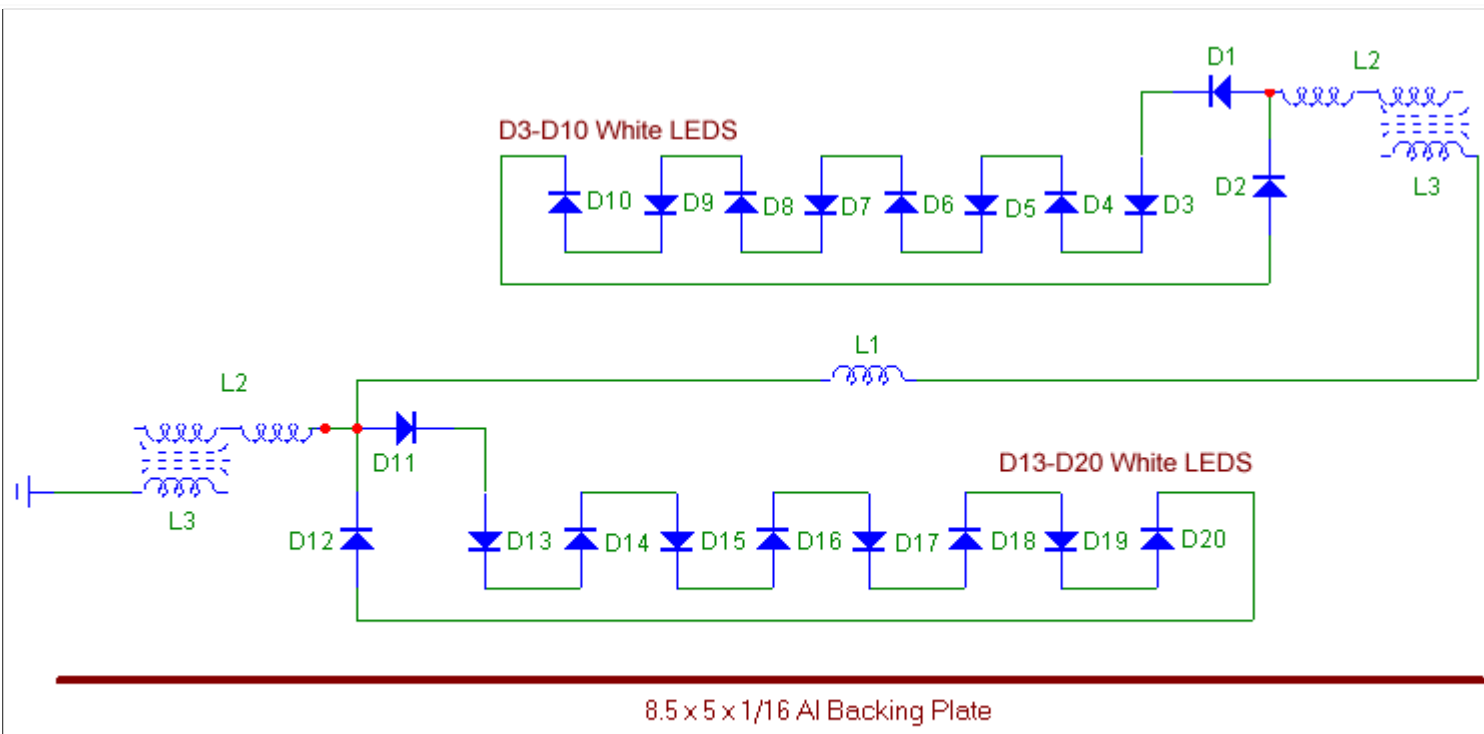 D1
L2
D3-D10 White LEDS
D10 D9 D8 D7 D6 D5 D4 D3 D2 L3
L1
L2
D11
D13-D20 White LEDS
L3
D12 D13 D14 D15 D16 D17 D18 D19 D20
8.5 x 5 x 1/16 Al Backing Plate